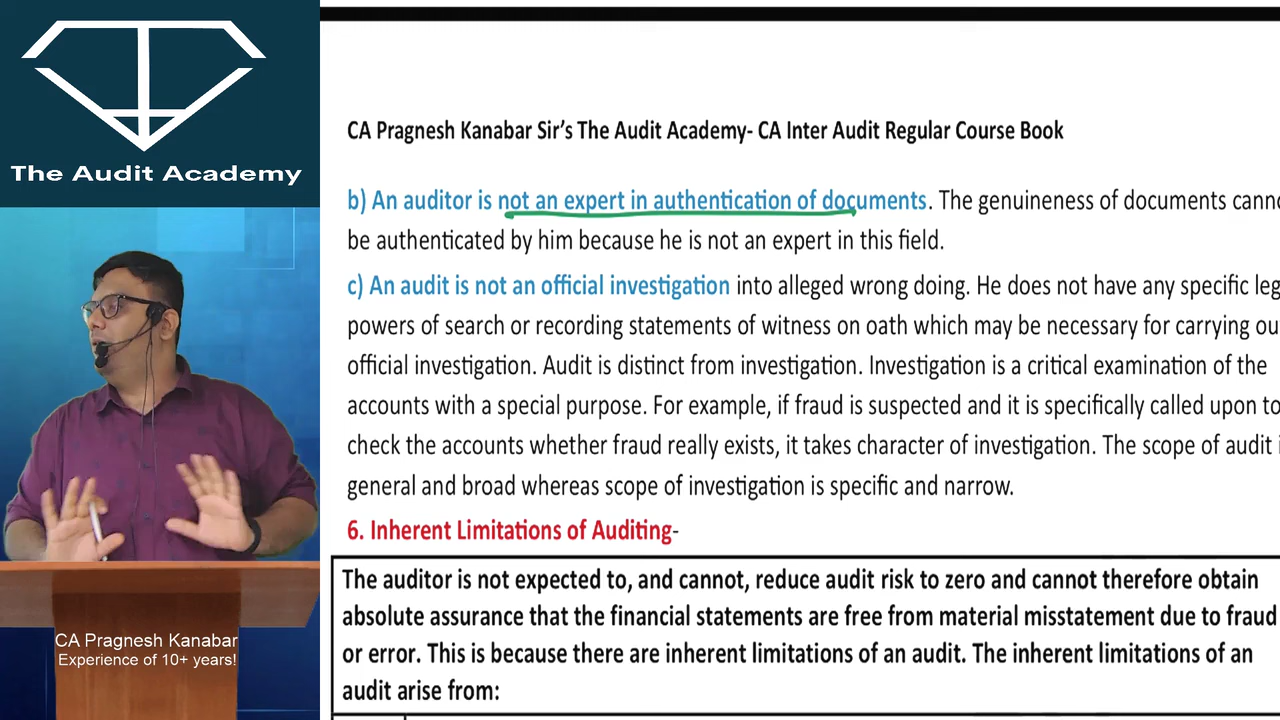 The Audit Academy
CA Pragnesh Kanabar Sir's The Audit Academy- CA Inter Audit Regular Course Book
b) An auditor is not an expert in authentication of documents. The genuineness of documents
be authenticated by him because he is not an expert in this field.
c) An audit is not an official investigation into alleged wrong doing. He does not have any specific
powers of search or recording statements of witness on oath which may be necessary for carrying
official investigation. Audit is distinct from investigation. Investigation is a critical examination of the
accounts with a special purpose. For example, if fraud is suspected and it is specifically called upon to
check the accounts whether fraud really exists, it takes character of investigation. The scope of audit
general and broad whereas scope of investigation is specific and narrow.
6. Inherent Limitations of Auditing-
The auditor is not expected to, and cannot, reduce audit risk to zero and cannot therefore obtain
absolute assurance that the financial statements are free from material misstatement due to fraud
or error. This is because there are inherent limitations of an audit. The inherent limitations of an
audit arise from:
CA Pragnesh Kanabar
Experience of 10+ years!